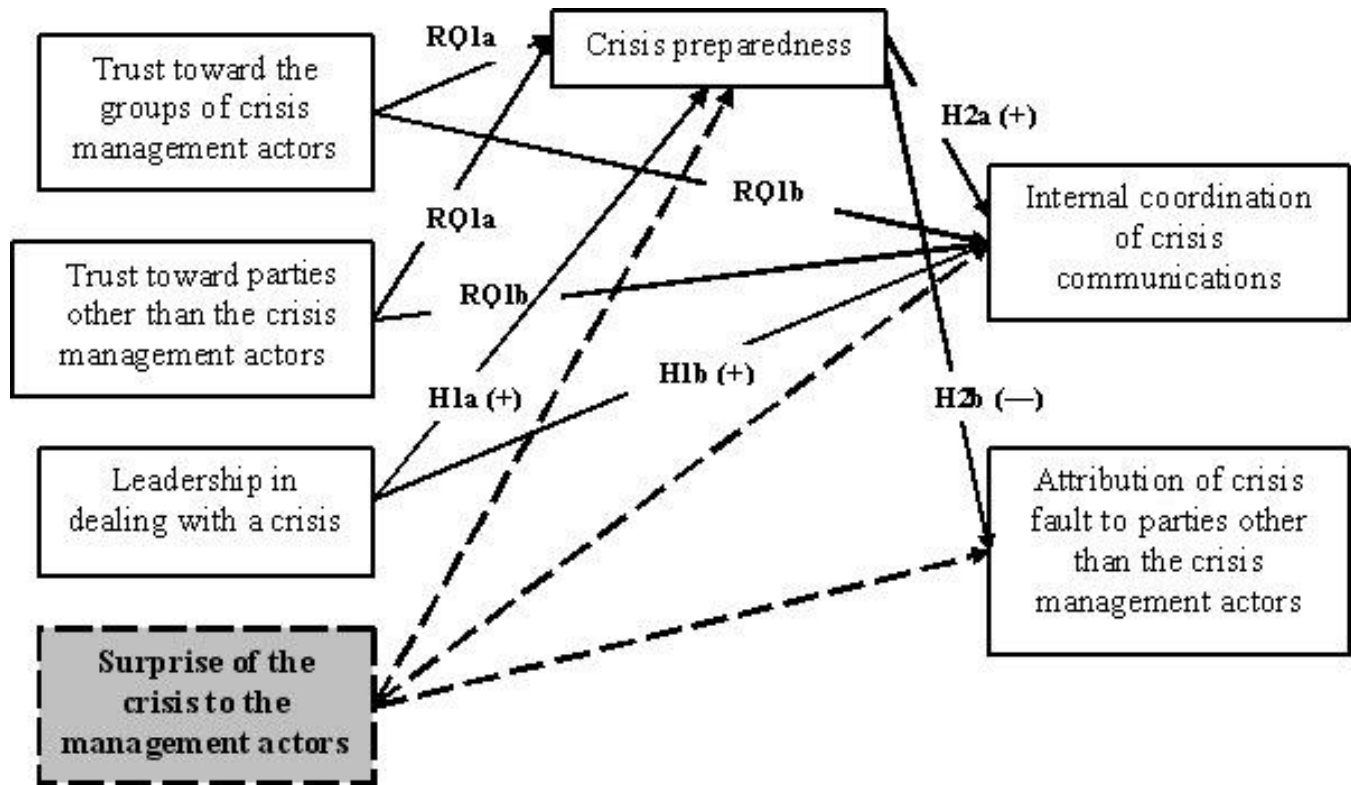 RQ1a
Crisis preparedness
Trust toward the
groups of crisis
management actors
H2a (+)
RQ1b
Internal coordination
of crisis
communications
RQ1a
Trust toward parties
other than the crisis
management actors
RQ1b
H1b (+)
H1a (+)
H2b (—)
Leadership in
dealing with a crisis
Attribution of crisis
fault to parties other
than the crisis
management actors
Surprise of the
crisis to the
management actors